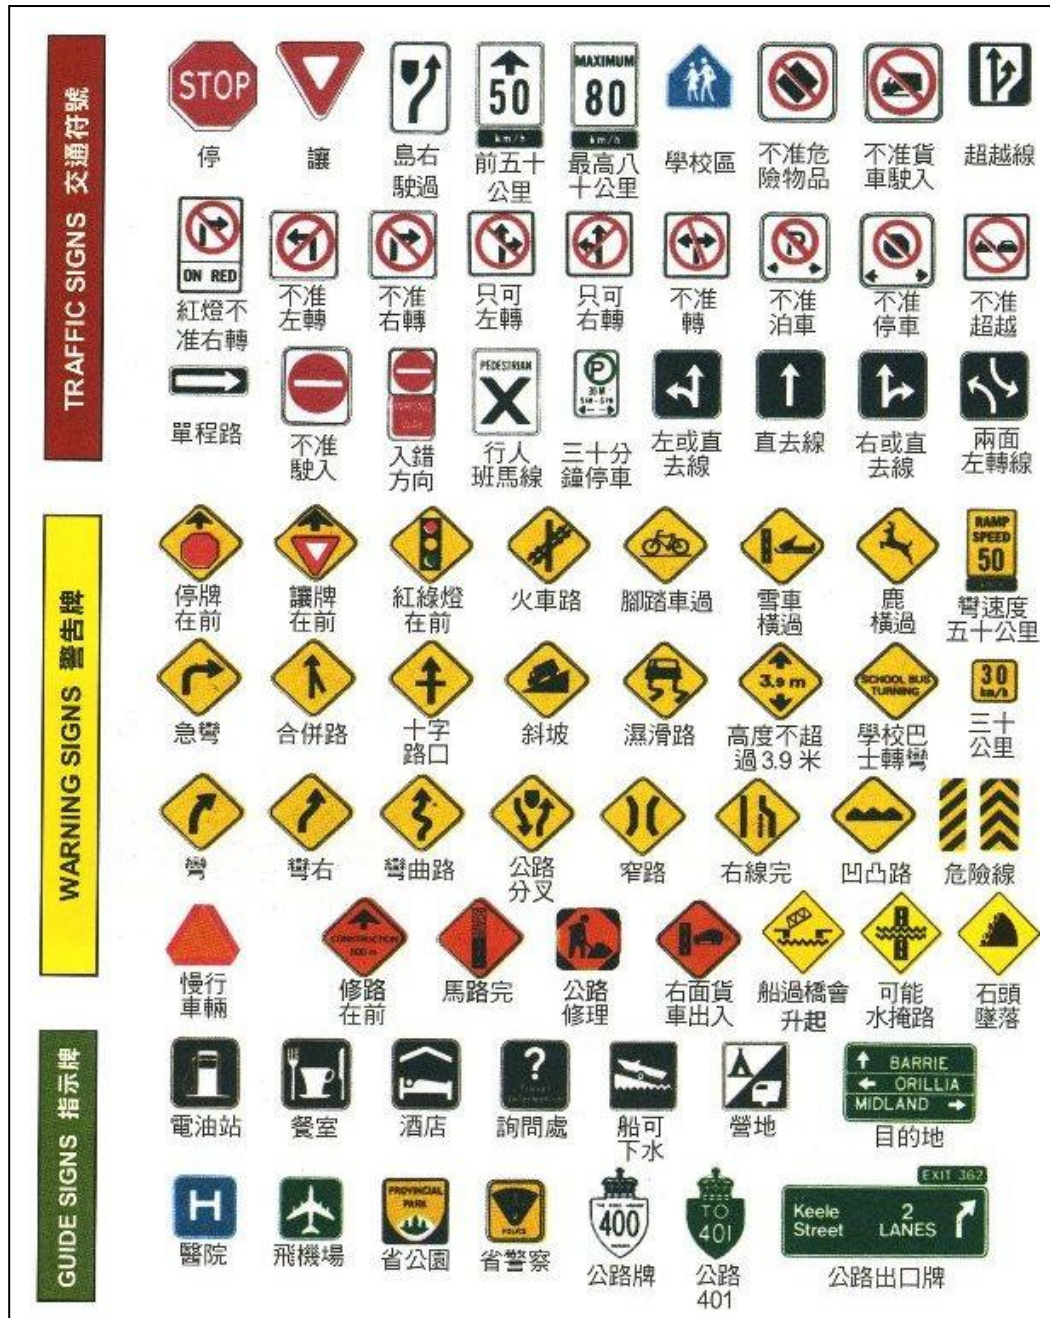 TRAFFIC SIGNS 交通符號
STOP
50
km/h
MAXIMUM
80
km/h
停
讓
島右
駛過
前五十
公里
最高八
十公里
學校區
不准危
險物品
不准貨
車駛入
超越線
ON RED
P
紅燈不
准右轉
不准
左轉
不准
右轉
只可
左轉
只可
右轉
不准
轉
不准
泊車
不准
停車
不准
超越
PEDESTRIAN
X
P
單程路
不准
駛入
入錯
方向
行人
班馬線
三十分
鐘停車
左或直
去線
直去線
右或直
去線
兩面
左轉線
WARNING SIGNS 警告牌
RAMP
SPEED
50
停牌
在前
讓牌
在前
紅綠燈
在前
火車路
腳踏車過
雪車
橫過
鹿
橫過
彎速度
五十公里
3.9 m
SCHOOL BUS
TURNING
30
km/h
急彎
合併路
十字
路口
斜坡
濕滑路
高度不超
過3.9米
學校巴
士轉彎
三十
公里
彎
彎右
彎曲路
公路
分叉
窄路
右線完
凹凸路
危險線
CONSTRUCTION
500 m
慢行
車輛
修路
在前
馬路完
公路
修理
右面貨
車出入
船過橋會
升起
可能
水掩路
石頭
墜落
GUIDE SIGNS 指示牌
?
BARRIE
ORILLIA
MIDLAND
電油站
餐室
酒店
詢問處
船可
下水
營地
目的地
H
PROVINCIAL
PARK
POLICE
400
TO
401
EXIT 362
Keele
Street
2
LANES
醫院
飛機場
省公園
省警察
公路牌
公路
401
公路出口牌